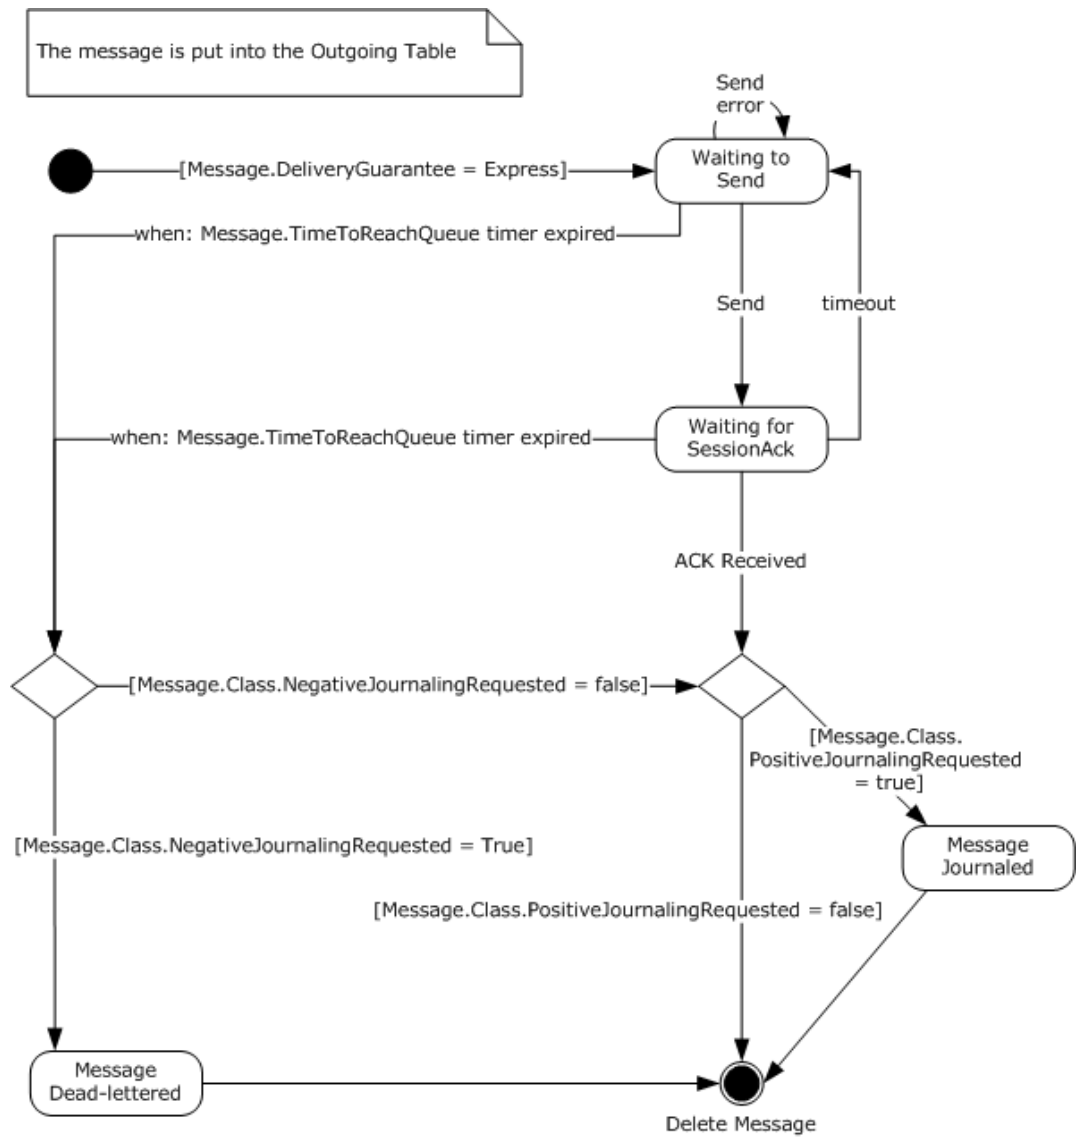 The message is put into the Outgoing Table
Send
error
Waiting to
Send
[Message.DeliveryGuarantee = Express]
when: Message.TimeToReachQueue timer expired
Send
timeout
Waiting for
SessionAck
when: Message.TimeToReachQueue timer expired
ACK Received
[Message.Class.NegativeJournalingRequested = false]
[Message.Class.
PositiveJournalingRequested
= true]
[Message.Class.NegativeJournalingRequested = True]
Message
Journaled
[Message.Class.PositiveJournalingRequested = false]
Message
Dead-lettered
Delete Message